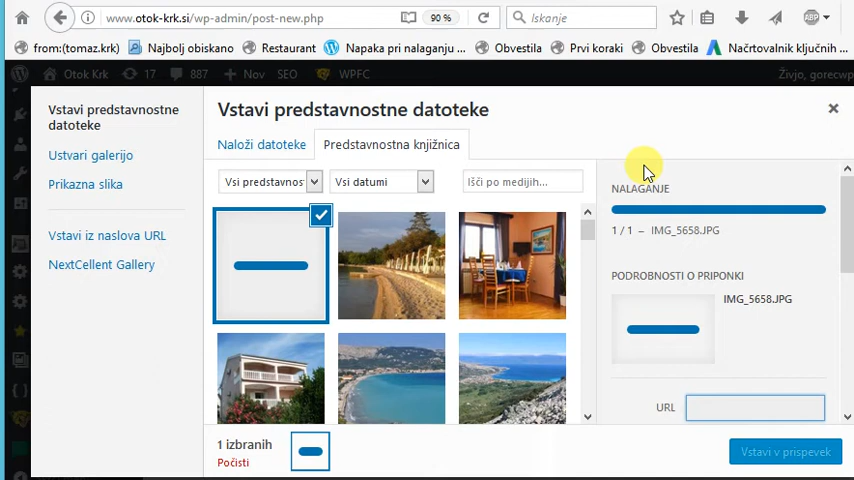 www.otok-krk.si/wp-admin/post-new.php
90 %
Iskanje
ABP
from:(tomaz.krk)
Najbolj obiskano
Restaurant
Napaka pri nalaganju ...
Obvestila
Prvi koraki
Obvestila
Načrtovalnik ključnih ...
Otok Krk
17
887
+ Nov
SEO
WPFC
Živjo, gorecwp
Vstavi predstavnostne
datoteke
Ustvari galerijo
Prikazna slika
Vstavi iz naslova URL
NextCellent Gallery
Vstavi predstavnostne datoteke
Naloži datoteke
Predstavnostna knjižnica
Vsi predstavnos
Vsi datumi
Išči po medijih...
NALAGANJE
1 / 1 – IMG_5658.JPG
PODROBNOSTI O PRIPONKI
IMG_5658.JPG
URL
1 izbranih
Počisti
Vstavi v prispevek